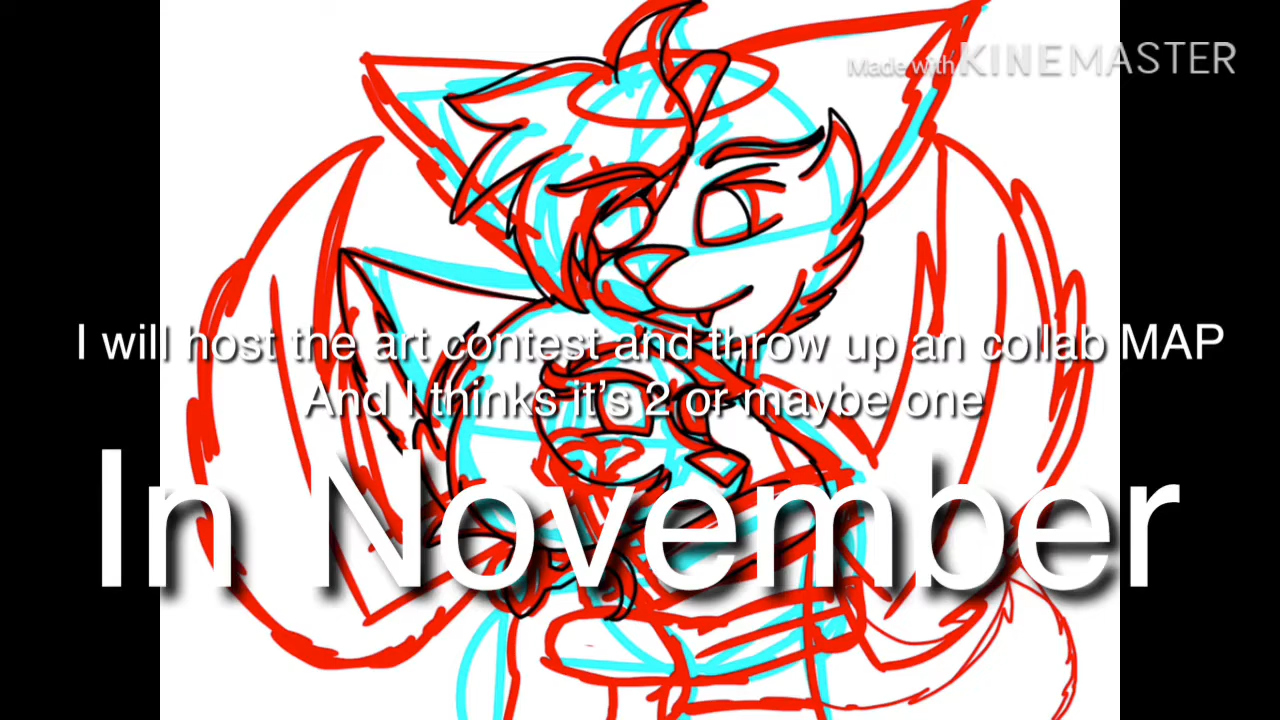 Made with KINEMASTER
I will host the art contest and throw up an collab MAP
And I thinks it's 2 or maybe one
In November